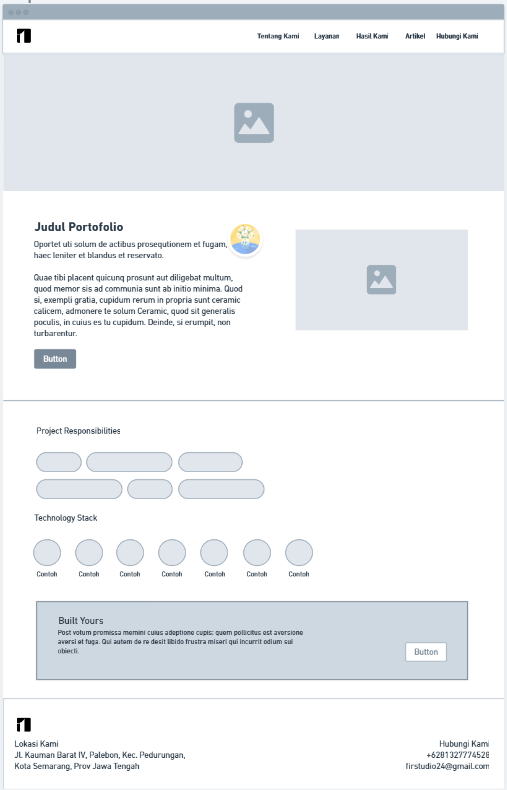 Tentang Kami
Layanan
Hasil Kami
Artikel
Hubungi Kami
Judul Portofolio
Oportet uti solum de actibus prosequtionem et fugam,
haec leniter et blandus et reservato.
Quae tibi placent quicunq prosunt aut diligebat multum,
quod memor sis ad communia sunt ab initio minima. Quod
si, exempli gratia, cupidum rerum in propria sunt ceramic
calicem, admonere te solum Ceramic, quod sit generalis
poculis, in cuius es tu cupidum. Deinde, si erumpit, non
turbarentur.
Button
Project Responsibilities
Technology Stack
Contoh
Contoh
Contoh
Contoh
Contoh
Contoh
Contoh
Built Yours
Post votum promissa memini cuius adeptione cupis; quem pollicitus est aversione
aversi et fuga. Qui autem de re desit libido frustra miseri qui incurrit odium sui
obiecti.
Button
Lokasi Kami
Jl. Kauman Barat IV, Palebon, Kec. Pedurungan,
Kota Semarang, Prov Jawa Tengah
Hubungi Kami
+6281327774528
firstudio24@gmail.com